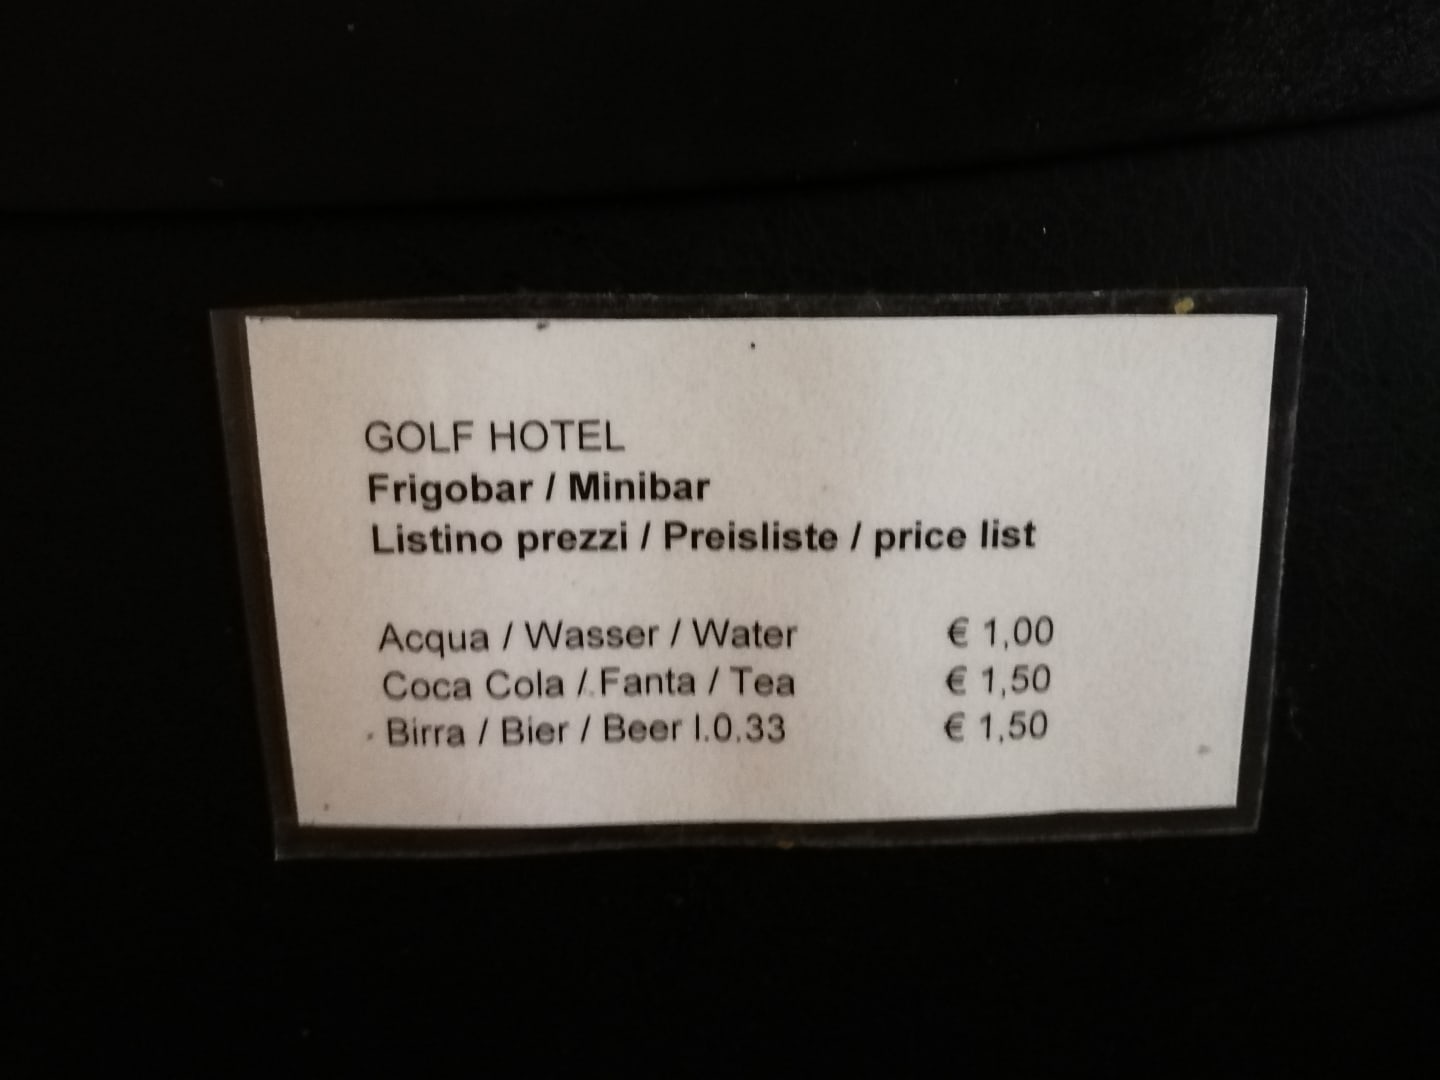 GOLF HOTEL
Frigobar / Minibar
Listino prezzi / Preisliste / price list
Acqua / Wasser / Water € 1,00
Coca Cola / Fanta / Tea € 1,50
Birra / Bier / Beer l.0.33 € 1,50